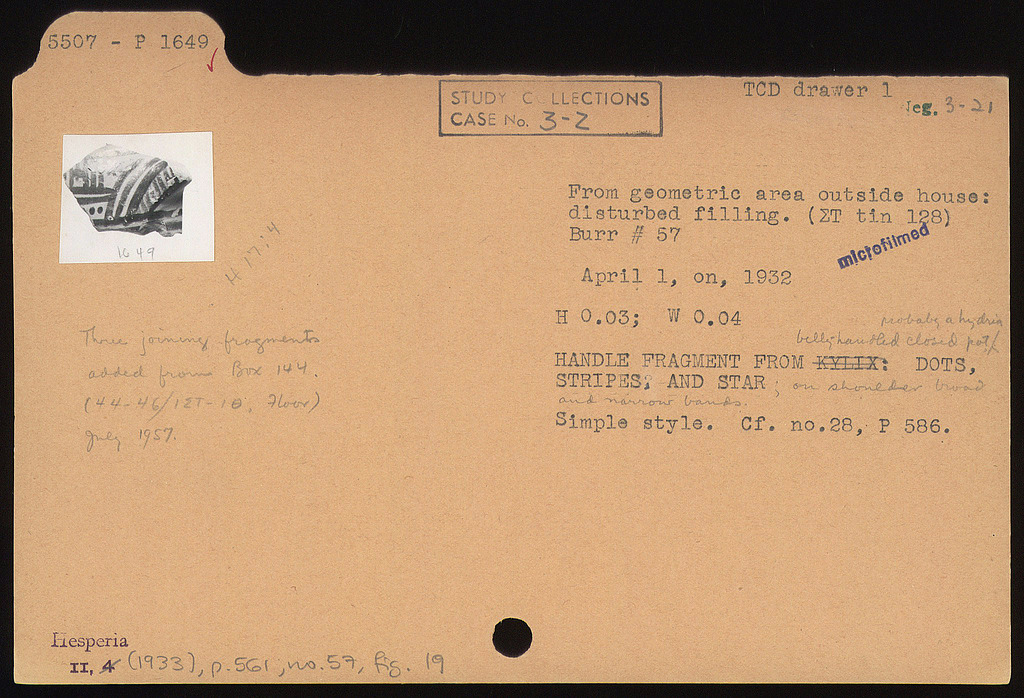 5507 - P 1649
STUDY C LLECTIONS
CASE No. 3-Z
TCD drawer 1
Neg. 3-21
1649
H 17:4
From geometric area outside house:
disturbed filling. (ΣT tin 128)
Burr # 57
microfilmed
April 1, on, 1932
H 0.03; W 0.04
probably a hydria
belly-handled closed pot/
HANDLE FRAGMENT FROM KYLIX: DOTS,
STRIPES, AND STAR ; on shoulder broad
and narrow bands.
Simple style. Cf. no.28, P 586.
Three joining fragments
added from Box 144.
(44-46/1ΣT-18, Floor)
July 1957.
Hesperia
II, 4 (1933), p.561, no.57, fig. 19